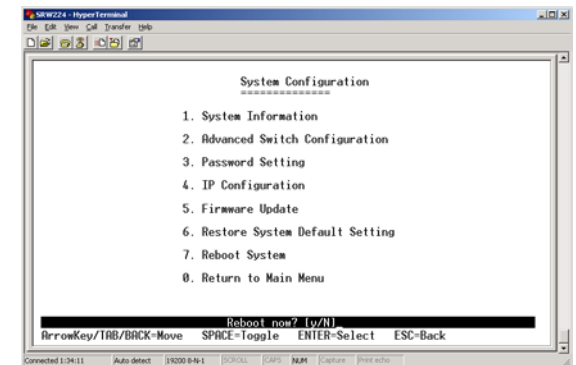 SRW224 - HyperTerminal
File Edit View Call Transfer Help
System Configuration
==============
1. System Information
2. Advanced Switch Configuration
3. Password Setting
4. IP Configuration
5. Firmware Update
6. Restore System Default Setting
7. Reboot System
0. Return to Main Menu
Reboot now? [y/N]_
ArrowKey/TAB/BACK=Move SPACE=Toggle ENTER=Select ESC=Back
Connected 1:34:11 Auto detect 19200 8-N-1 SCROLL CAPS NUM Capture Print echo